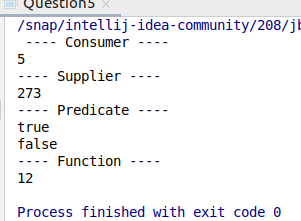 Question5 ×
/snap/intellij-idea-community/208/jb
---- Consumer ----
5
---- Supplier ----
273
---- Predicate ----
true
false
---- Function ----
12
Process finished with exit code 0